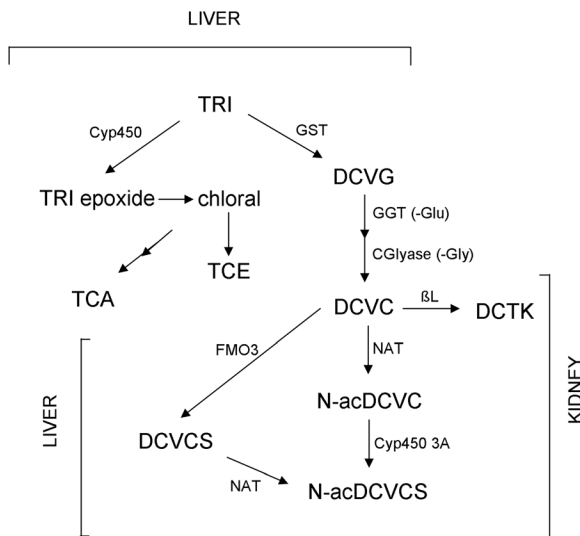 LIVER
TRI
Cyp450
GST
DCVG
TRI epoxide
chloral
GGT (-Glu)
CGlyase (-Gly)
TCE
TCA
DCVC
ßL
DCTK
FMO3
NAT
KIDNEY
LIVER
N-acDCVC
DCVCS
Cyp450 3A
NAT
N-acDCVCS